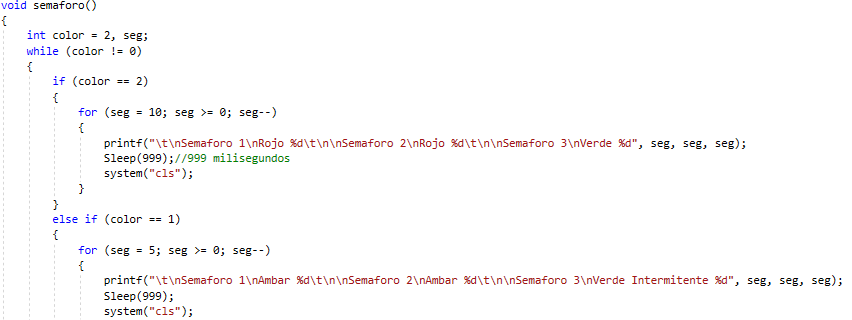 void semaforo()
{
    int color = 2, seg;
    while (color != 0)
    {
        if (color == 2)
        {
            for (seg = 10; seg >= 0; seg--)
            {
                printf("\t\nSemaforo 1\nRojo %d\t\n\nSemaforo 2\nRojo %d\t\n\nSemaforo 3\nVerde %d", seg, seg, seg);
                Sleep(999);//999 milisegundos
                system("cls");
            }
        }
        else if (color == 1)
        {
            for (seg = 5; seg >= 0; seg--)
            {
                printf("\t\nSemaforo 1\nAmbar %d\t\n\nSemaforo 2\nAmbar %d\t\n\nSemaforo 3\nVerde Intermitente %d", seg, seg, seg);
                Sleep(999);
                system("cls");